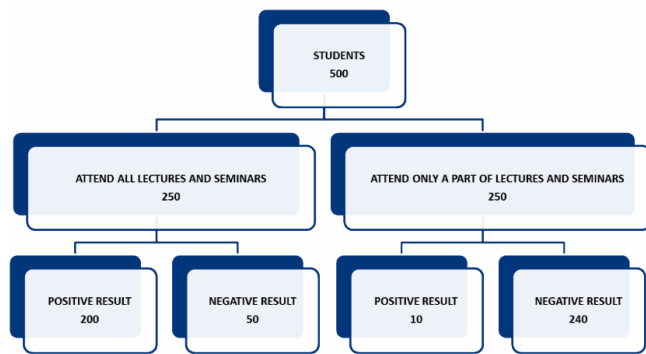 STUDENTS
500
ATTEND ALL LECTURES AND SEMINARS
250
ATTEND ONLY A PART OF LECTURES AND SEMINARS
250
POSITIVE RESULT
200
NEGATIVE RESULT
50
POSITIVE RESULT
10
NEGATIVE RESULT
240